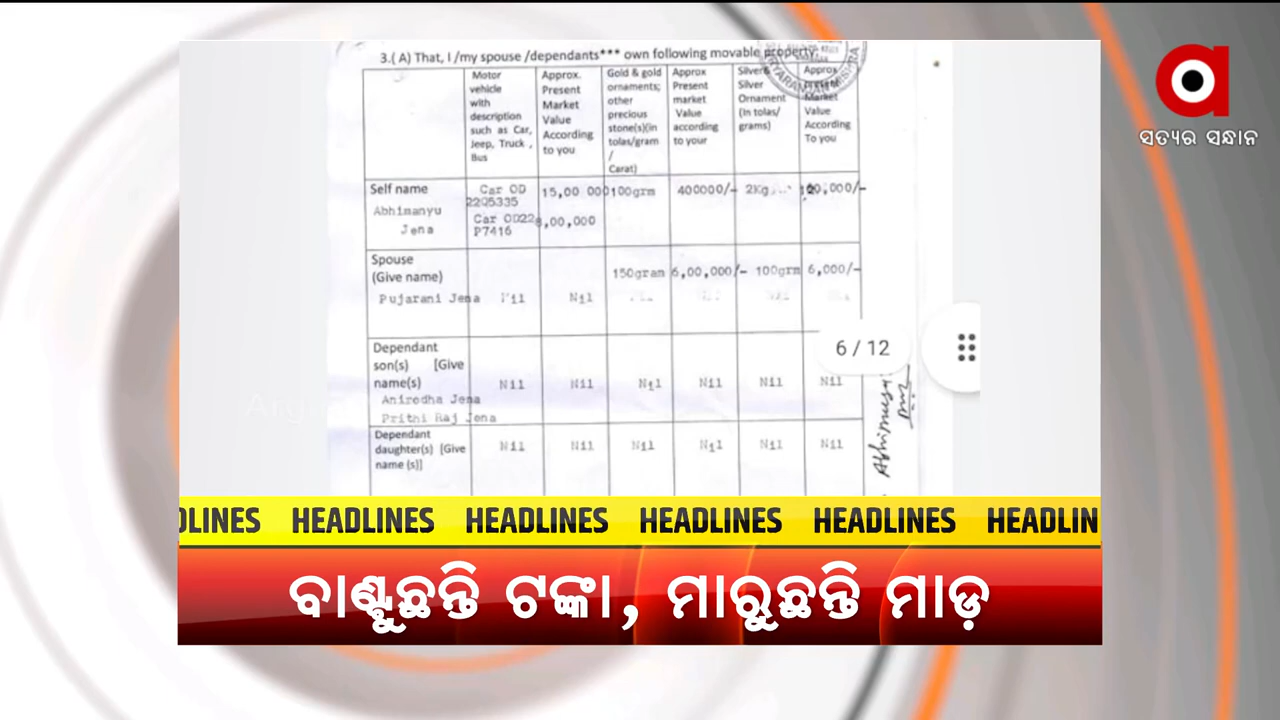 3.( A) That, I /my spouse /dependants*** own following movable property:
Motor vehicle with description such as Car, Jeep, Truck , Bus
Approx. Present Market Value According to you
Gold & gold ornaments; other precious stone(s)(in tolas/gram / Carat)
Approx Present market Value according to your
Silver& Silver Ornament (In tolas/ grams)
Approx present Market Value According To you
Self name
Abhimanyu
Jena
Car OD
Car OD22
P7416
15,00 000
100grm
400000/-
2Kg
Spouse
(Give name)
Pujarani Jena
Nil
Nil
150gram
6,00,000/-
100grm
6,000/-
Dependant
son(s) [Give
name(s)
Anirodha Jena
Prithi Raj Jena
Nil
Nil
Nil
Nil
Nil
Nil
Dependant
daughter(s) [Give
name (s)]
Nil
Nil
Nil
Nil
Nil
Nil
6 / 12
ସତ୍ୟର ସନ୍ଧାନ
DLINES HEADLINES HEADLINES HEADLINES HEADLINES HEADLIN
ବାଣ୍ଟୁଛନ୍ତି ଟଙ୍କା, ମାରୁଛନ୍ତି ମାଡ଼